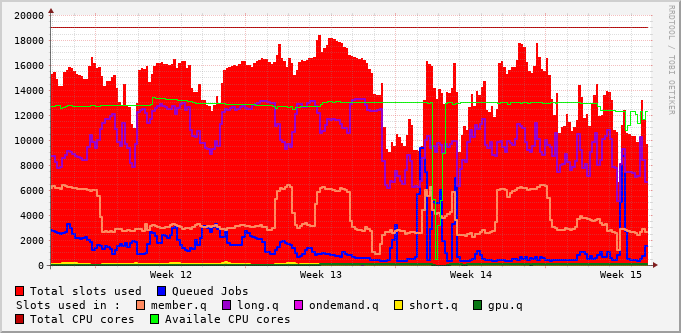 RRDTOOL / TOBI OETIKER
20000
18000
16000
14000
12000
10000
8000
6000
4000
2000
0
Week 12 Week 13 Week 14 Week 15
Total slots used Queued Jobs
Slots used in : member.q long.q ondemand.q short.q gpu.q
Total CPU cores Availale CPU cores